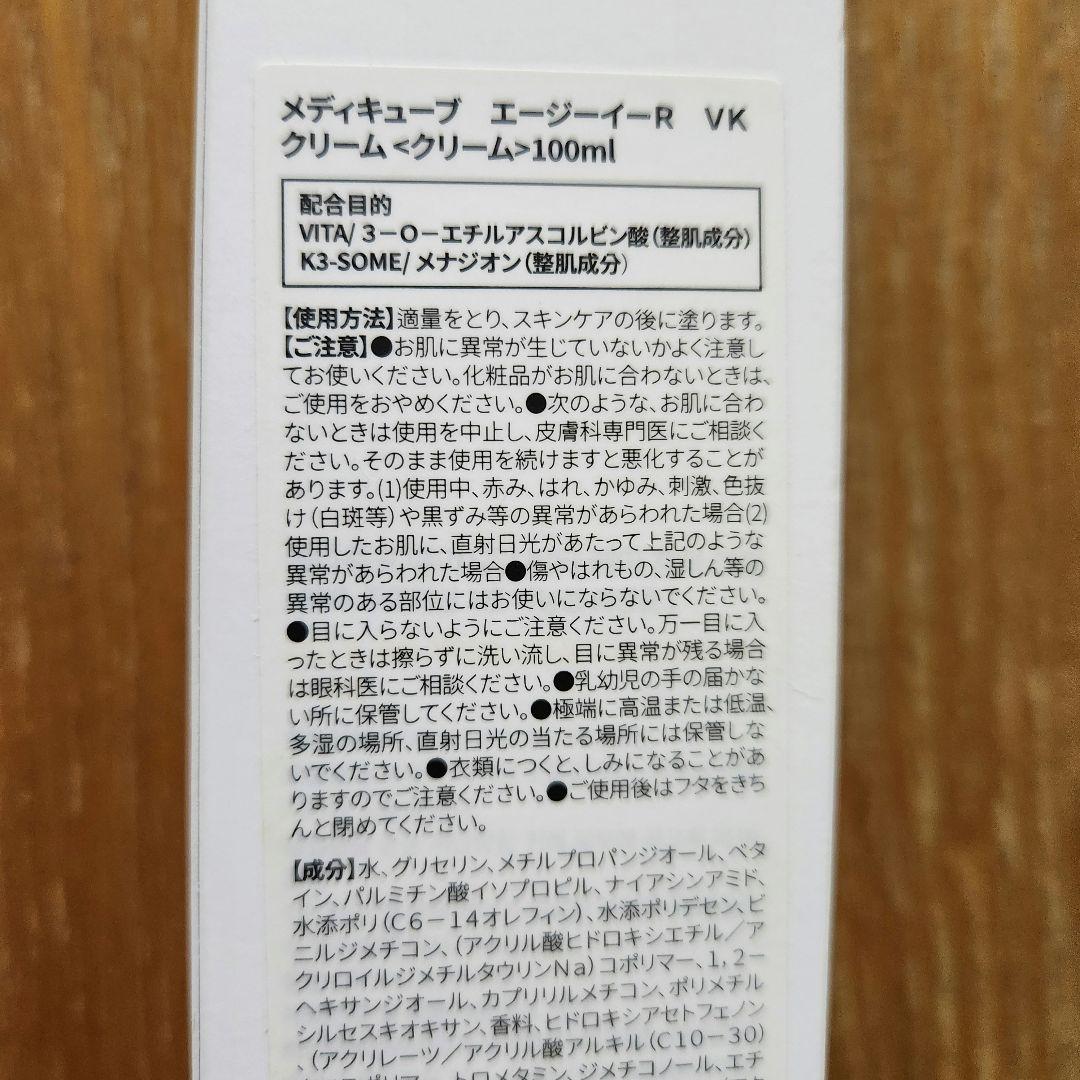 メディキューブ　エージーイーR　VK
クリーム <クリーム>100ml
配合目的
VITA/ 3－O－エチルアスコルビン酸（整肌成分）
K3-SOME/ メナジオン（整肌成分）
【使用方法】適量をとり、スキンケアの後に塗ります。
【ご注意】●お肌に異常が生じていないかよく注意し
てお使いください。化粧品がお肌に合わないときは、
ご使用をおやめください。●次のような、お肌に合わ
ないときは使用を中止し、皮膚科専門医にご相談く
ださい。そのまま使用を続けますと悪化することが
あります。(1)使用中、赤み、はれ、かゆみ、刺激、色抜
け（白斑等）や黒ずみ等の異常があらわれた場合(2)
使用したお肌に、直射日光があたって上記のような
異常があらわれた場合●傷やはれもの、湿しん等の
異常のある部位にはお使いにならないでください。
●目に入らないようにご注意ください。万一目に入
ったときは擦らずに洗い流し、目に異常が残る場合
は眼科医にご相談ください。●乳幼児の手の届かな
い所に保管してください。●極端に高温または低温、
多湿の場所、直射日光の当たる場所には保管しな
いでください。●衣類につくと、しみになることがあ
りますのでご注意ください。●ご使用後はフタをきち
んと閉めてください。
【成分】水、グリセリン、メチルプロパンジオール、ベタ
イン、パルミチン酸イソプロピル、ナイアシンアミド、
水添ポリ（C6－14オレフィン）、水添ポリデセン、ビ
ニルジメチコン、（アクリル酸ヒドロキシエチル／ア
クリロイルジメチルタウリンNa）コポリマー、1，2－
ヘキサンジオール、カプリリルメチコン、ポリメチル
シルセスキオキサン、香料、ヒドロキシアセトフェノン
、（アクリレーツ／アクリル酸アルキル（C10－30）
トロメタミン、ジメチコノール、エチ